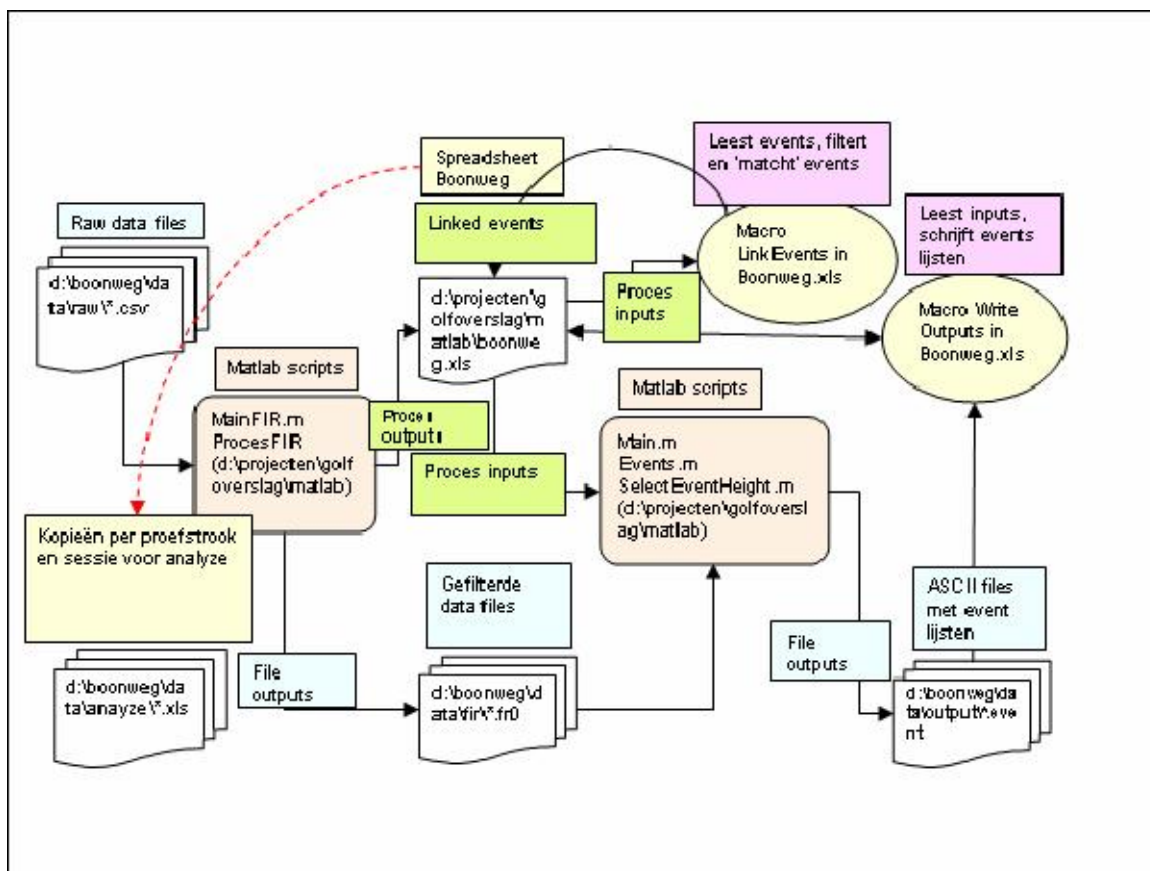 Spreadsheet
Boonweg
Leest events, filtert
en 'matcht' events
Raw data files
Linked events
Leest inputs,
schrijft events
lijsten
Macro
LinkEvents in
Boonweg.xls
d:\boonweg\da
ta\raw\*.csv
d:\projecten\g
olfoverslag\m
atlab\boonwe
g.xls
Proces
inputs
Macro Write
Outputs in
Boonweg.xls
Matlab scripts
Matlab scripts
MainFIR.m
ProcesFIR
(d:\projecten\golf
overslag\matlab)
Proces
outputs
Main.m
Events.m
SelectEventHeight.m
(d:\projecten\golfovers
lag\matlab)
Proces inputs
Kopieën per proefstrook
en sessie voor analyze
Gefilterde
data files
ASCII files
met event
lijsten
File
outputs
File
outputs
d:\boonweg\da
ta\anayze\*.xls
d:\boonweg\d
ata\fir\*.fr0
d:\boonweg\da
ta\output\*.eve
nt